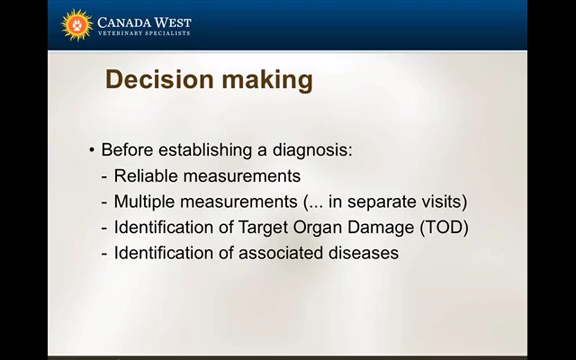 CANADA WEST
VETERINARY SPECIALISTS
Decision making
• Before establishing a diagnosis:
- Reliable measurements
- Multiple measurements (... in separate visits)
- Identification of Target Organ Damage (TOD)
- Identification of associated diseases